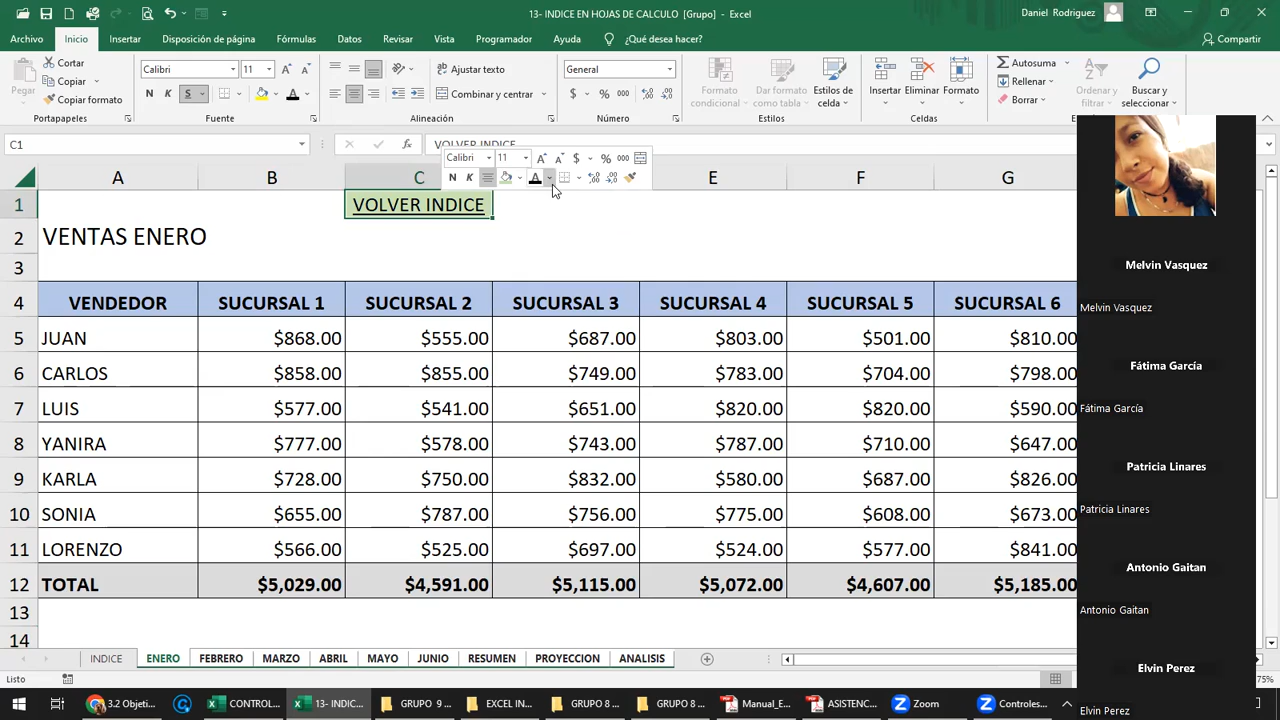 13- INDICE EN HOJAS DE CALCULO [Grupo] - Excel
Daniel Rodriguez
Archivo Inicio Insertar Disposición de página Fórmulas Datos Revisar Vista Programador Ayuda ¿Qué desea hacer? Compartir
Pegar
Cortar
Copiar
Copiar formato
Calibri 11
N K S
Ajustar texto
Combinar y centrar
General
$ % 000
Formato condicional
Dar formato como tabla
Estilos de celda
Insertar Eliminar Formato
Autosuma
Rellenar
Borrar
Ordenar y filtrar
Buscar y seleccionar
Portapapeles Fuente Alineación Número Estilos Celdas
C1 VOLVER INDICE
Calibri 11 $ % 000
N K A
A B C E F G
1 VOLVER INDICE
2 VENTAS ENERO
3
4 VENDEDOR SUCURSAL 1 SUCURSAL 2 SUCURSAL 3 SUCURSAL 4 SUCURSAL 5 SUCURSAL 6
5 JUAN $868.00 $555.00 $687.00 $803.00 $501.00 $810.00
6 CARLOS $858.00 $855.00 $749.00 $783.00 $704.00 $798.00
7 LUIS $577.00 $541.00 $651.00 $820.00 $820.00 $590.00
8 YANIRA $777.00 $578.00 $743.00 $787.00 $710.00 $647.00
9 KARLA $728.00 $750.00 $832.00 $580.00 $687.00 $826.00
10 SONIA $655.00 $787.00 $756.00 $775.00 $608.00 $673.00
11 LORENZO $566.00 $525.00 $697.00 $524.00 $577.00 $841.00
12 TOTAL $5,029.00 $4,591.00 $5,115.00 $5,072.00 $4,607.00 $5,185.00
13
14
INDICE ENERO FEBRERO MARZO ABRIL MAYO JUNIO RESUMEN PROYECCION ANALISIS
Listo
75%
3.2 Objeti... CONTROL... 13- INDIC... GRUPO 9 ... EXCEL IN... GRUPO 8 ... GRUPO 8 ... Manual_E... ASISTENC... Zoom Controles...
Melvin Vasquez
Melvin Vasquez
Fátima García
Fátima García
Patricia Linares
Patricia Linares
Antonio Gaitan
Antonio Gaitan
Elvin Perez
Elvin Perez